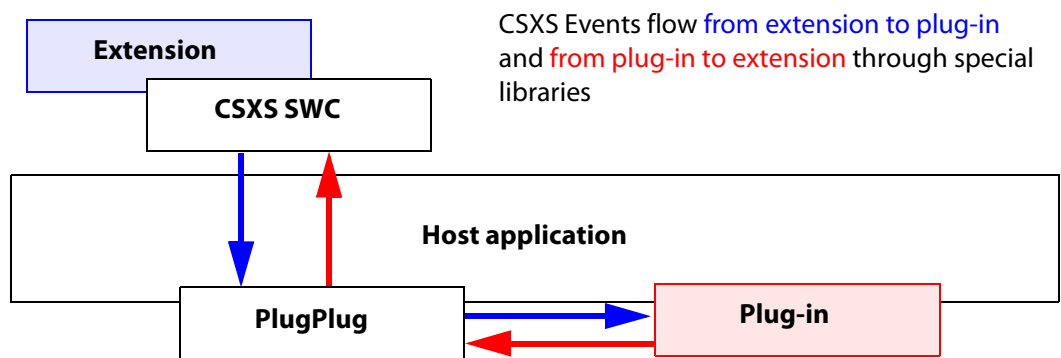 CSXS Events flow from extension to plug-in
and from plug-in to extension through special
libraries
Extension
CSXS SWC
Host application
PlugPlug
Plug-in